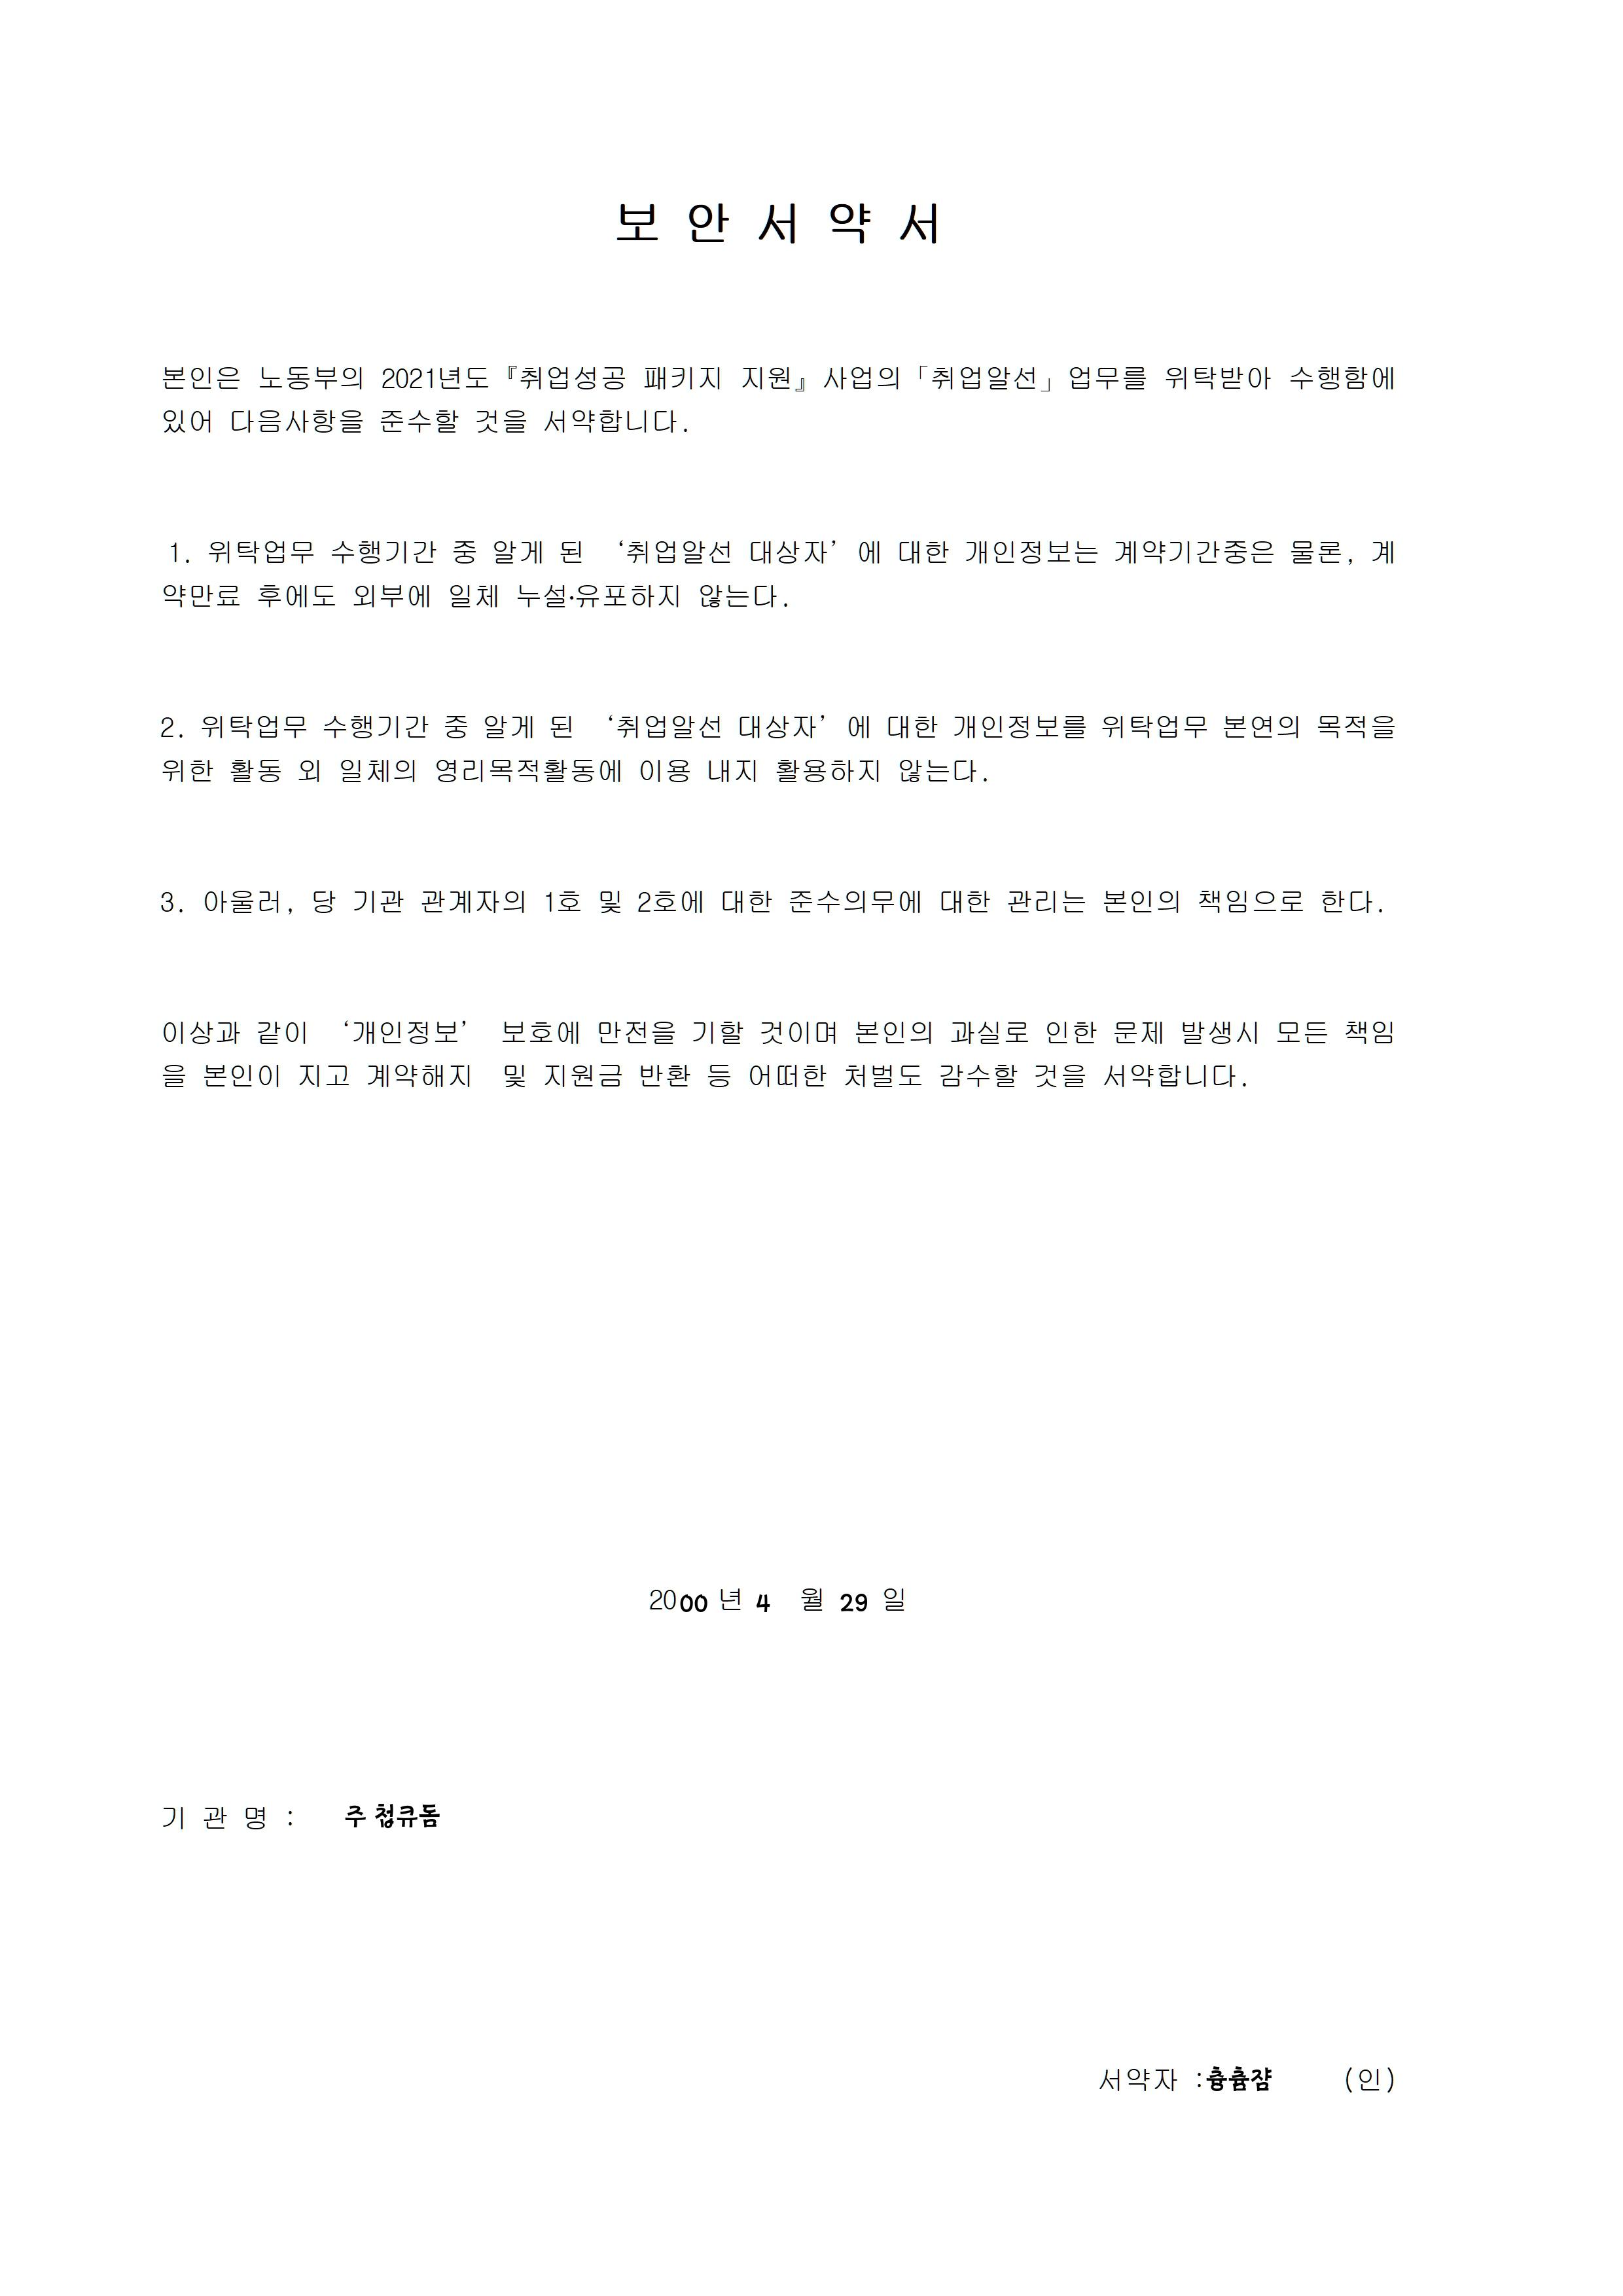 보 안 서 약 서
본인은 노동부의 2021년도『취업성공 패키지 지원』사업의「취업알선」업무를 위탁받아 수행함에
있어 다음사항을 준수할 것을 서약합니다.
1. 위탁업무 수행기간 중 알게 된 ‘취업알선 대상자’에 대한 개인정보는 계약기간중은 물론, 계
약만료 후에도 외부에 일체 누설·유포하지 않는다.
2. 위탁업무 수행기간 중 알게 된 ‘취업알선 대상자’에 대한 개인정보를 위탁업무 본연의 목적을
위한 활동 외 일체의 영리목적활동에 이용 내지 활용하지 않는다.
3. 아울러, 당 기관 관계자의 1호 및 2호에 대한 준수의무에 대한 관리는 본인의 책임으로 한다.
이상과 같이 ‘개인정보’ 보호에 만전을 기할 것이며 본인의 과실로 인한 문제 발생시 모든 책임
을 본인이 지고 계약해지 및 지원금 반환 등 어떠한 처벌도 감수할 것을 서약합니다.
2000 년 4 월 29 일
기 관 명 : 주 첩큐돔
서약자 : (인)